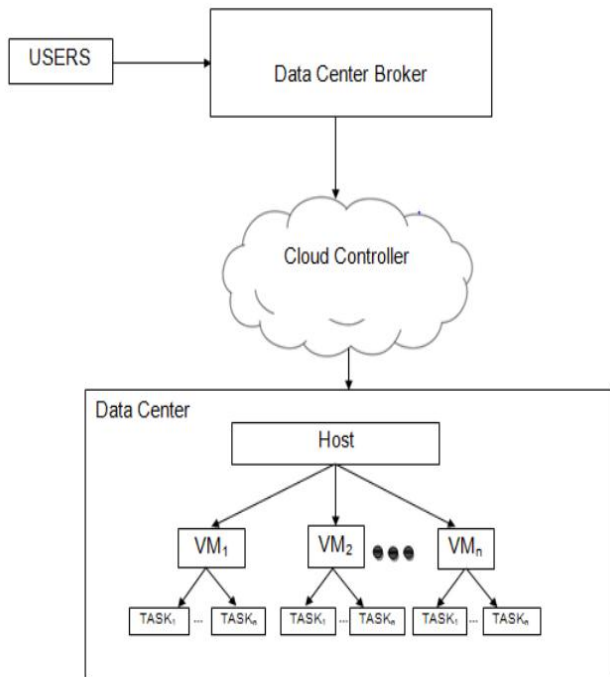 USERS
Data Center Broker
Cloud Controller
Data Center
Host
VM₁ VM₂ VMₙ
TASK₁ ... TASKₙ TASK₁ ... TASKₙ TASK₁ ... TASKₙ